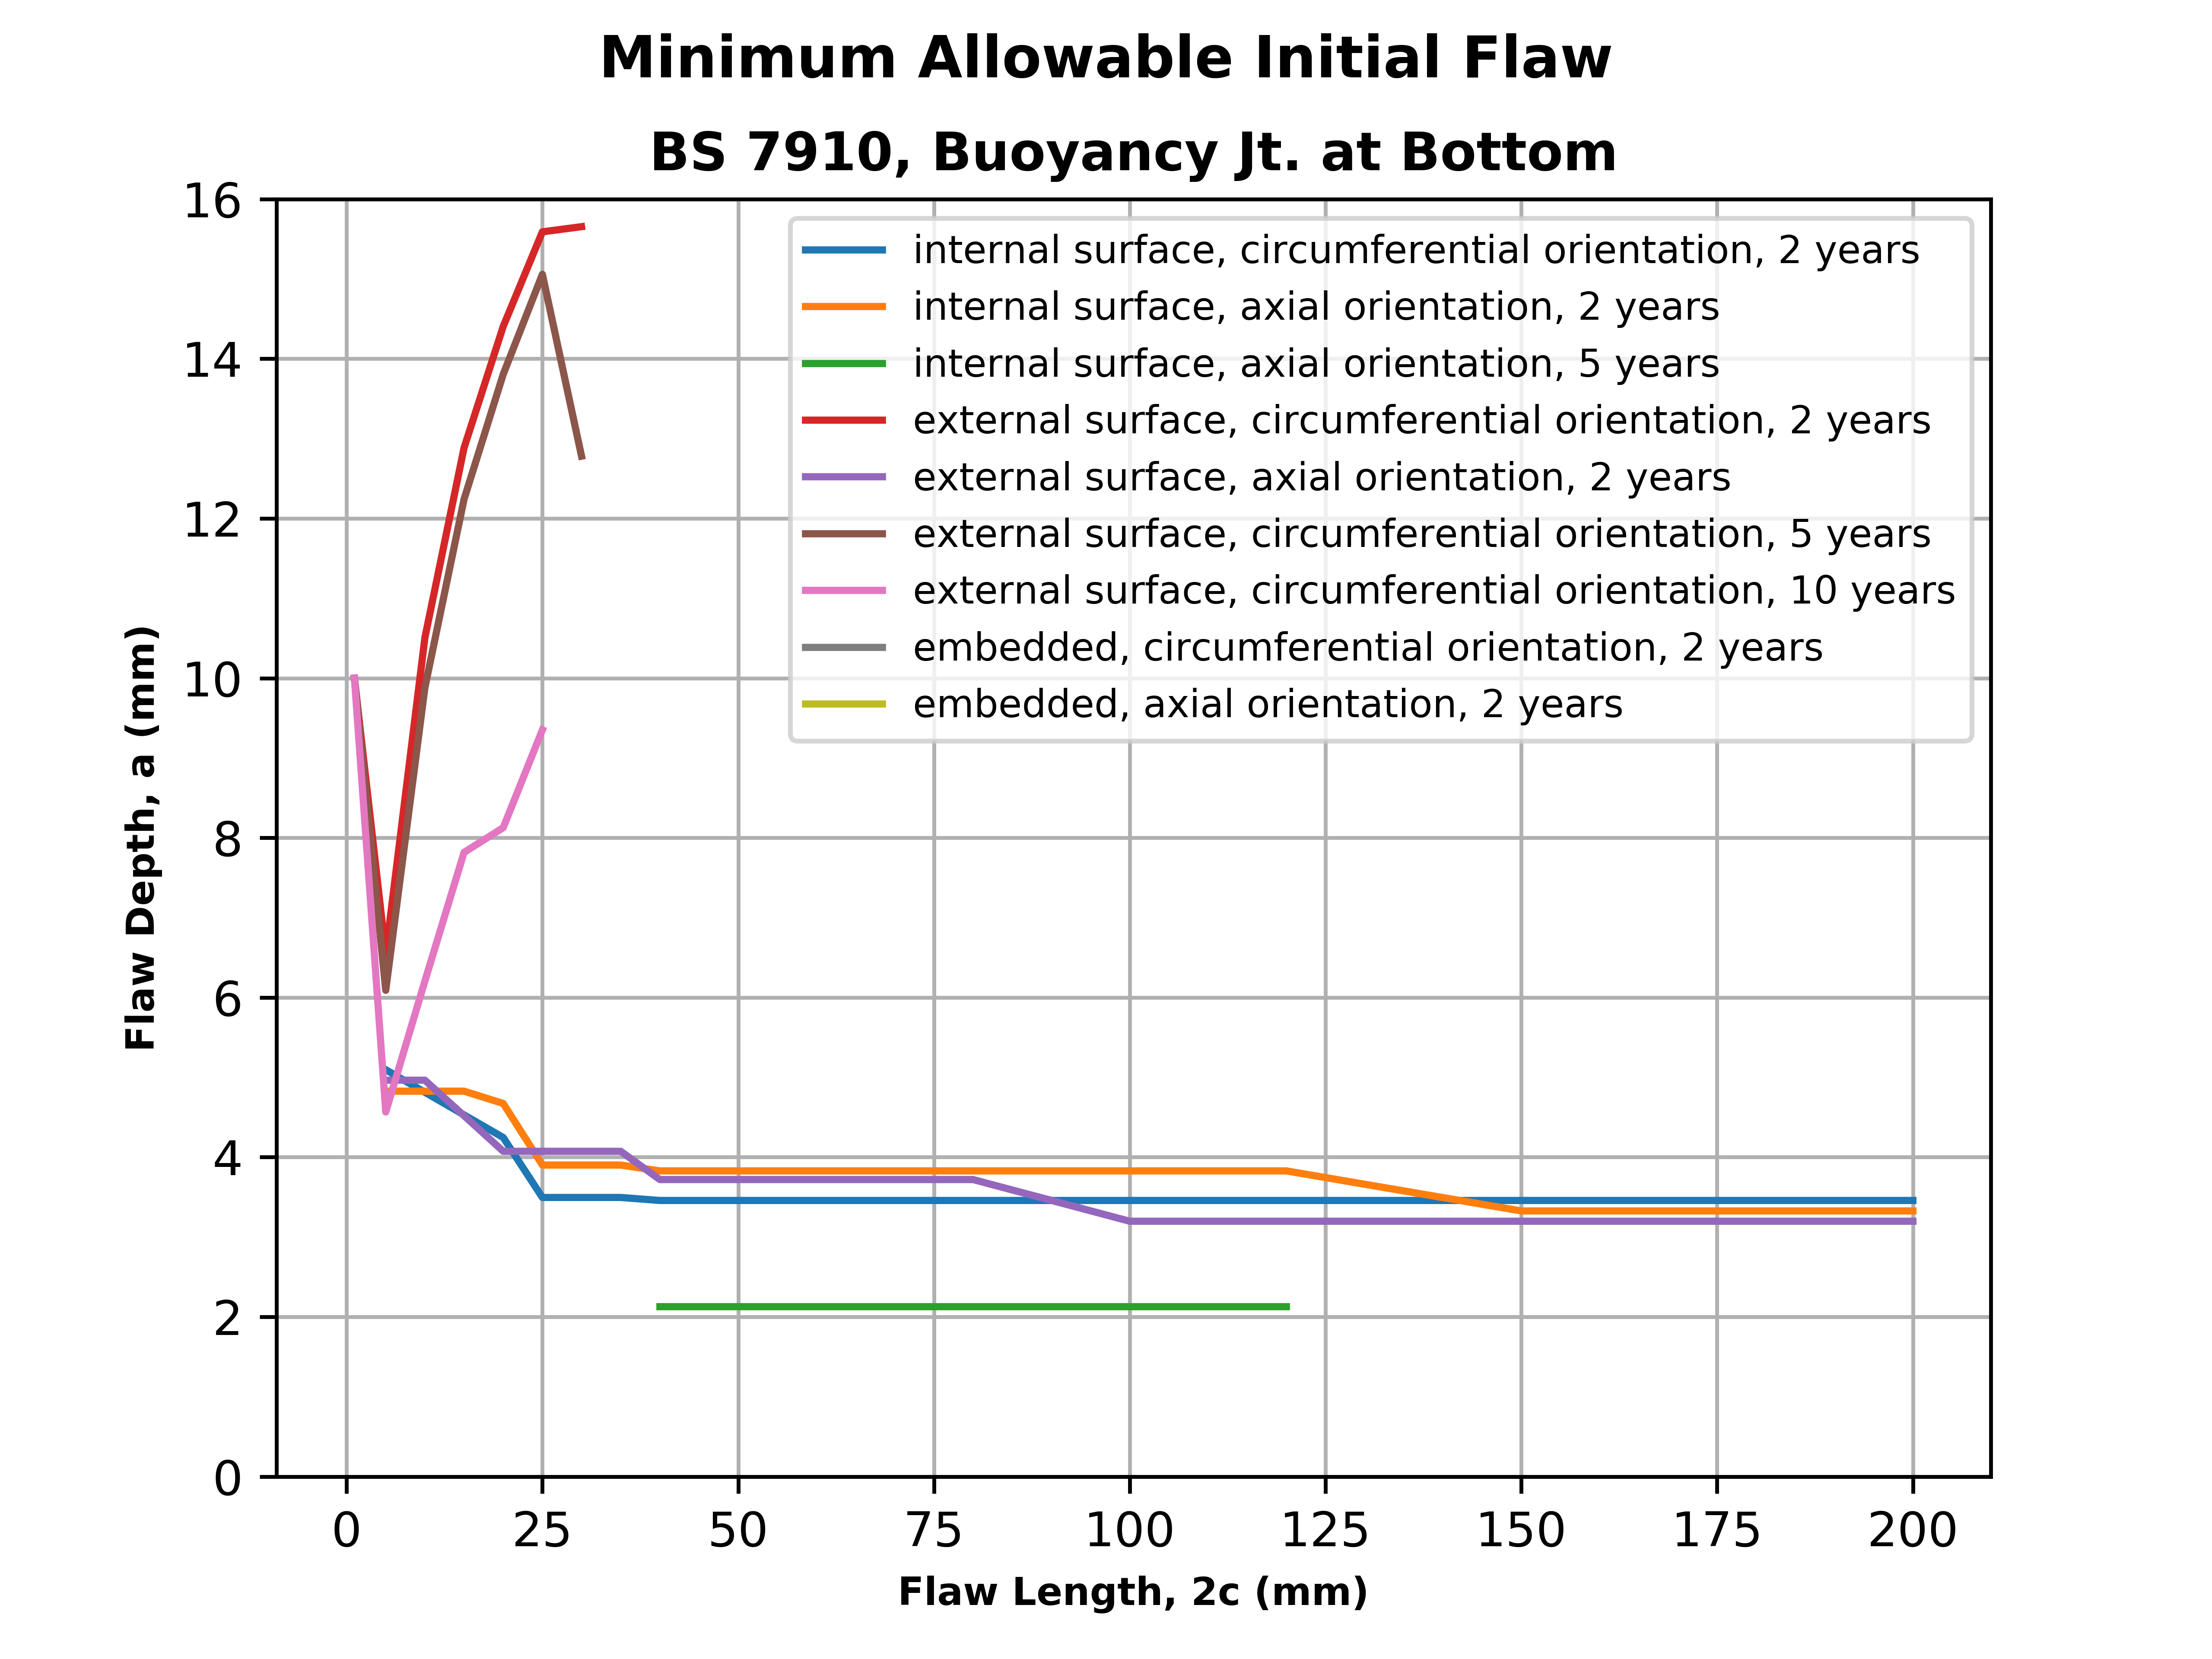 Minimum Allowable Initial Flaw
BS 7910, Buoyancy Jt. at Bottom
16
14
12
10
8
6
4
2
0
Flaw Depth, a (mm)
internal surface, circumferential orientation, 2 years
internal surface, axial orientation, 2 years
internal surface, axial orientation, 5 years
external surface, circumferential orientation, 2 years
external surface, axial orientation, 2 years
external surface, circumferential orientation, 5 years
external surface, circumferential orientation, 10 years
embedded, circumferential orientation, 2 years
embedded, axial orientation, 2 years
0 25 50 75 100 125 150 175 200
Flaw Length, 2c (mm)